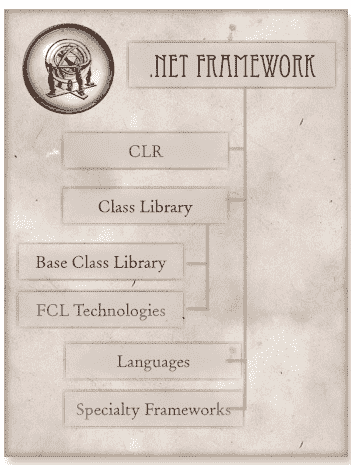 .NET FRAMEWORK
CLR
Class Library
Base Class Library
FCL Technologies
Languages
Specialty Frameworks